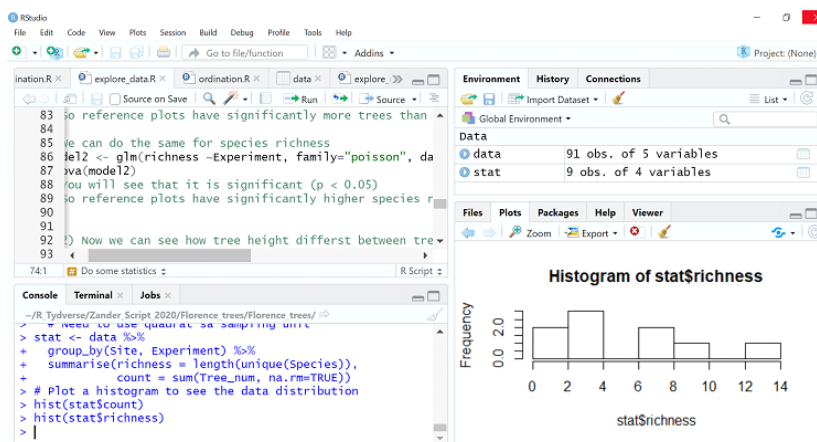 RStudio
File Edit Code View Plots Session Build Debug Profile Tools Help
Go to file/function Addins Project: (None)
ination.R explore_data.R ordination.R data explore_
Source on Save Run Source
83 So reference plots have significantly more trees than
84
85 We can do the same for species richness
86 del2 <- glm(richness ~Experiment, family="poisson", da
87 ova(model2)
88 You will see that it is significant (p < 0.05)
89 So reference plots have significantly higher species r
90
91
92 2) Now we can see how tree height differst between tre
93
74:1 Do some statistics R Script
Console Terminal Jobs
~/R_Tydverse/Zander_Script_2020/Florence_trees/Florence_trees/
> # Need to use quadrat sa sampling unit
> stat <- data %>%
+ group_by(Site, Experiment) %>%
+ summarise(richness = length(unique(Species)),
+ count = sum(Tree_num, na.rm=TRUE))
> # Plot a histogram to see the data distribution
> hist(stat$count)
> hist(stat$richness)
>
Environment History Connections
Import Dataset List
Global Environment
Data
data 91 obs. of 5 variables
stat 9 obs. of 4 variables
Files Plots Packages Help Viewer
Zoom Export
Histogram of stat$richness
Frequency
2.0
0.0
0 2 4 6 8 10 12 14
stat$richness